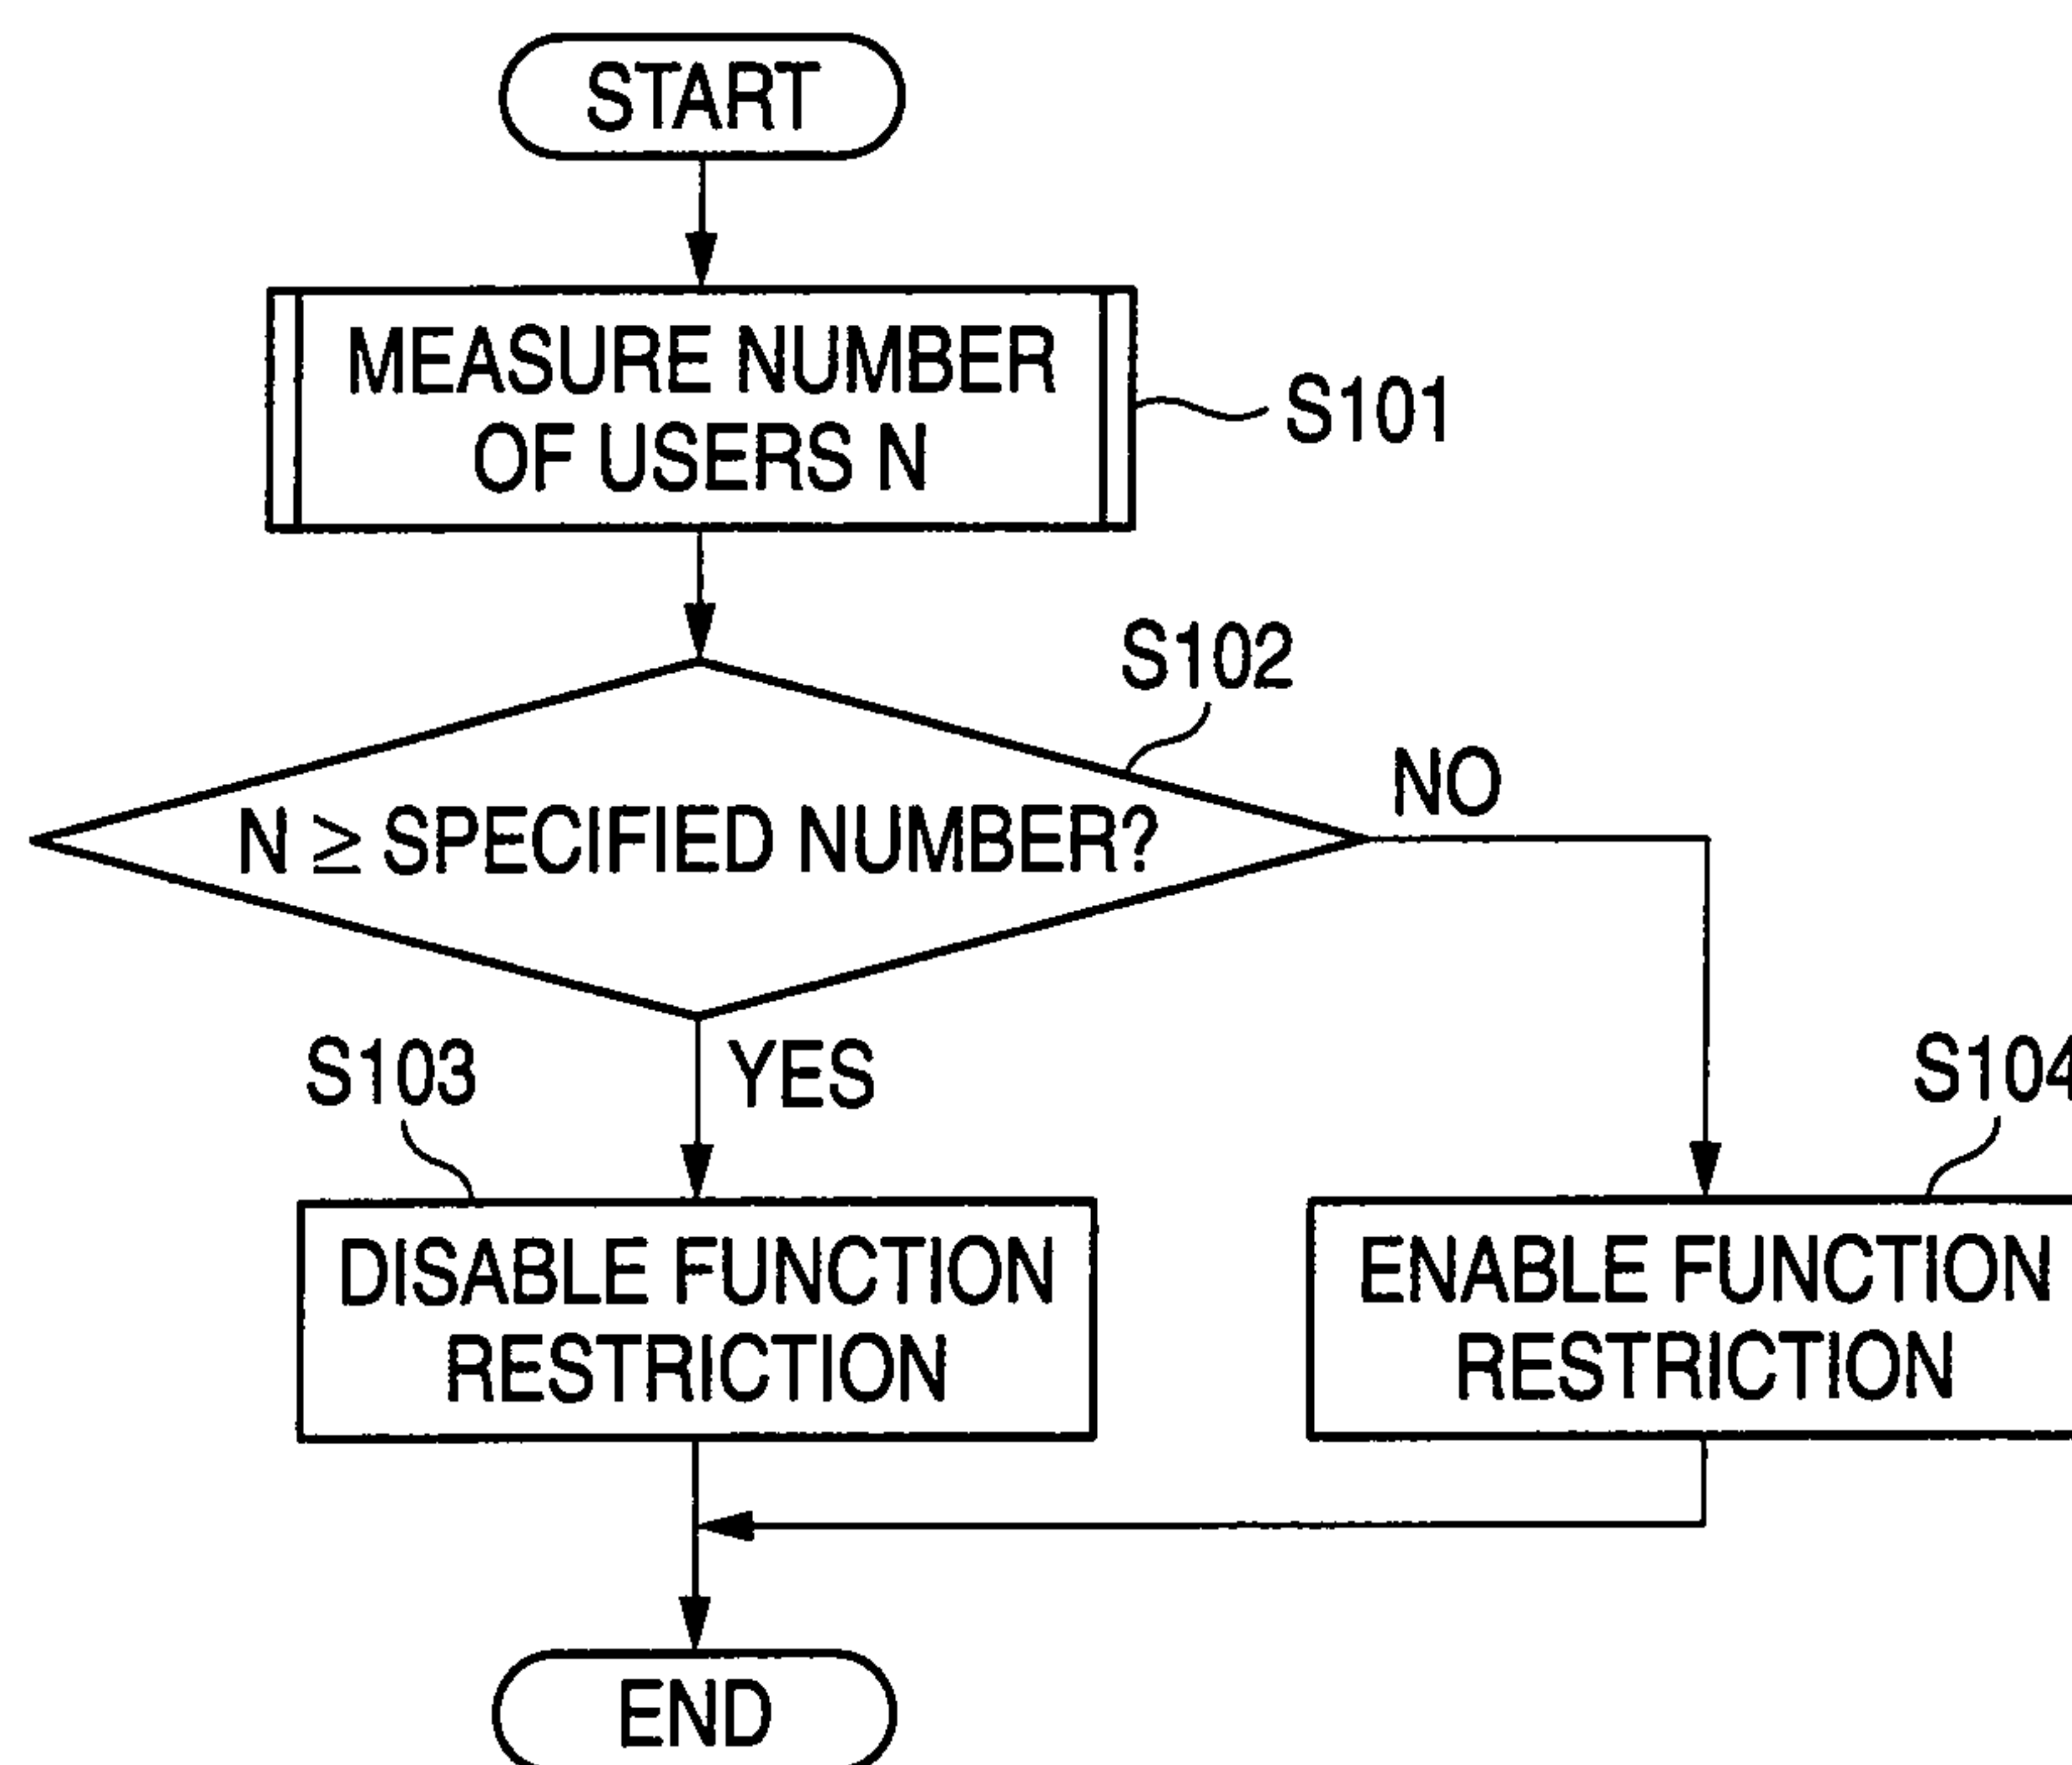 START
MEASURE NUMBER
OF USERS N
S101
S102
N ≥ SPECIFIED NUMBER?
NO
YES
S103
S104
DISABLE FUNCTION
RESTRICTION
ENABLE FUNCTION
RESTRICTION
END